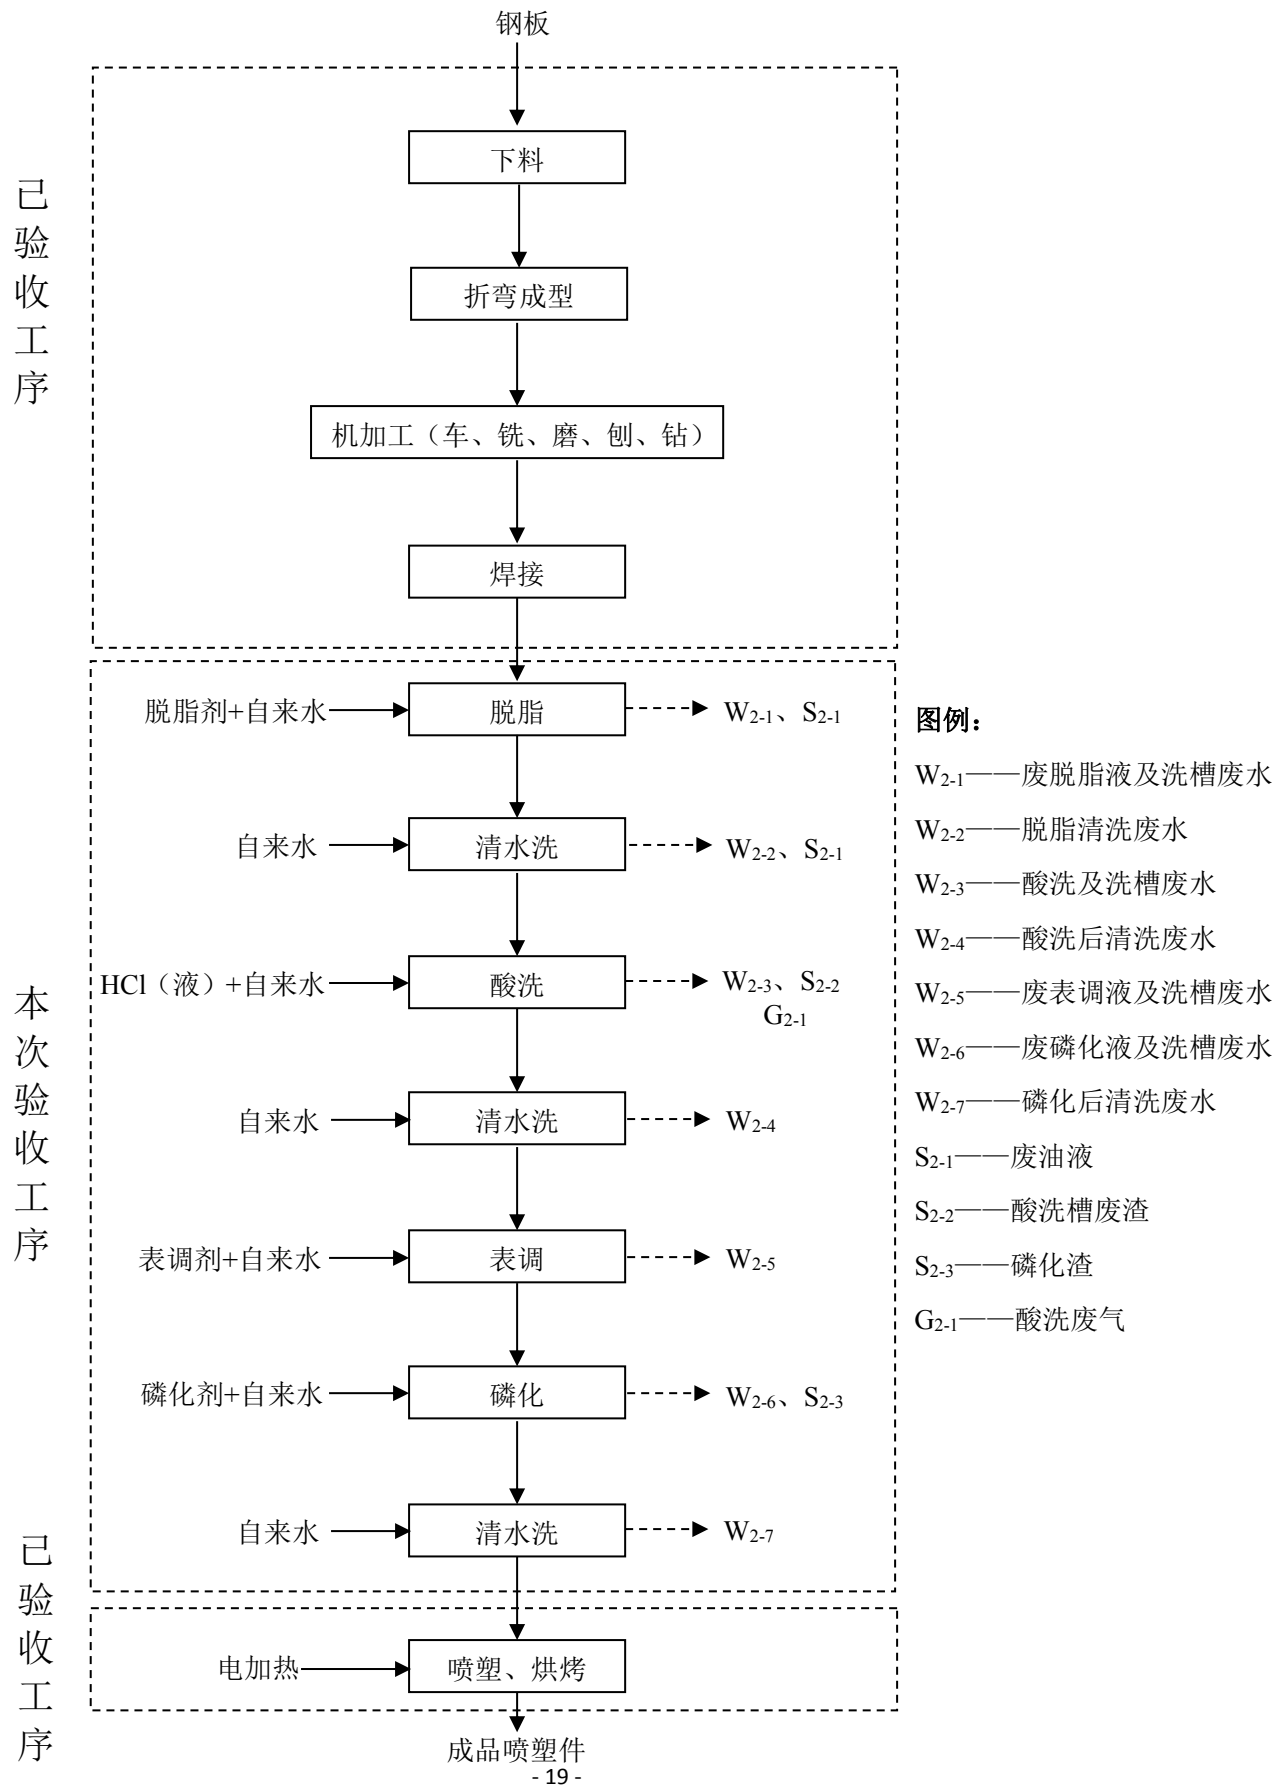 钢板
已验收工序
下料
折弯成型
机加工（车、铣、磨、刨、钻）
焊接
本次验收工序
脱脂剂+自来水
脱脂
W2-1、S2-1
自来水
清水洗
W2-2、S2-1
HCl（液）+自来水
酸洗
W2-3、S2-2
G2-1
自来水
清水洗
W2-4
表调剂+自来水
表调
W2-5
磷化剂+自来水
磷化
W2-6、S2-3
自来水
清水洗
W2-7
图例：
W2-1——废脱脂液及洗槽废水
W2-2——脱脂清洗废水
W2-3——酸洗及洗槽废水
W2-4——酸洗后清洗废水
W2-5——废表调液及洗槽废水
W2-6——废磷化液及洗槽废水
W2-7——磷化后清洗废水
S2-1——废油液
S2-2——酸洗槽废渣
S2-3——磷化渣
G2-1——酸洗废气
已验收工序
电加热
喷塑、烘烤
成品喷塑件
- 19 -